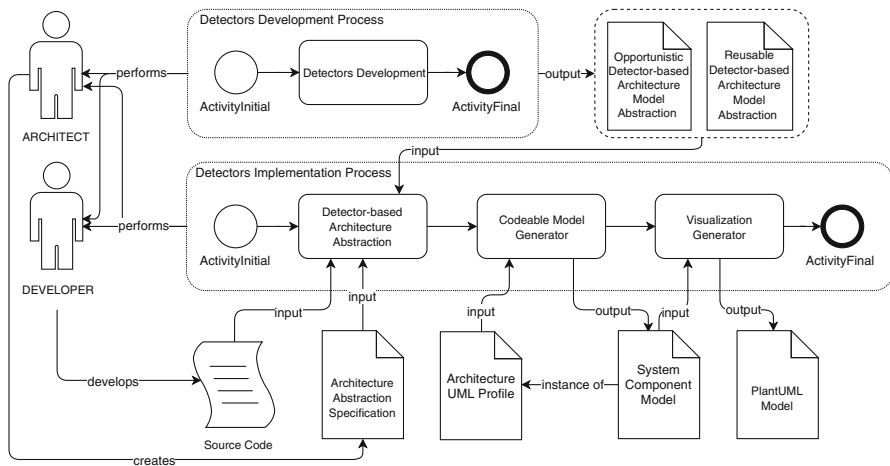 Detectors Development Process
performs
ActivityInitial
Detectors Development
ActivityFinal
output
Opportunistic
Detector-based
Architecture
Model
Abstraction
Reusable
Detector-based
Architecture
Model
Abstraction
ARCHITECT
input
Detectors Implementation Process
performs
ActivityInitial
Detector-based
Architecture
Abstraction
Codeable Model
Generator
Visualization
Generator
ActivityFinal
DEVELOPER
input
input
input
output
input
output
develops
Source Code
Architecture
Abstraction
Specification
Architecture
UML Profile
instance of
System
Component
Model
PlantUML
Model
creates